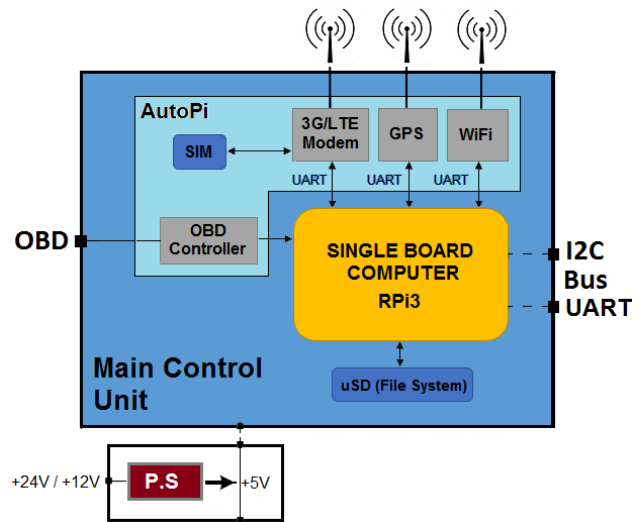 AutoPi
3G/LTE
Modem
GPS
WiFi
SIM
UART
UART
UART
OBD
OBD
Controller
SINGLE BOARD
COMPUTER
RPi3
I2C
Bus
UART
Main Control
Unit
uSD (File System)
+24V / +12V
P.S
+5V